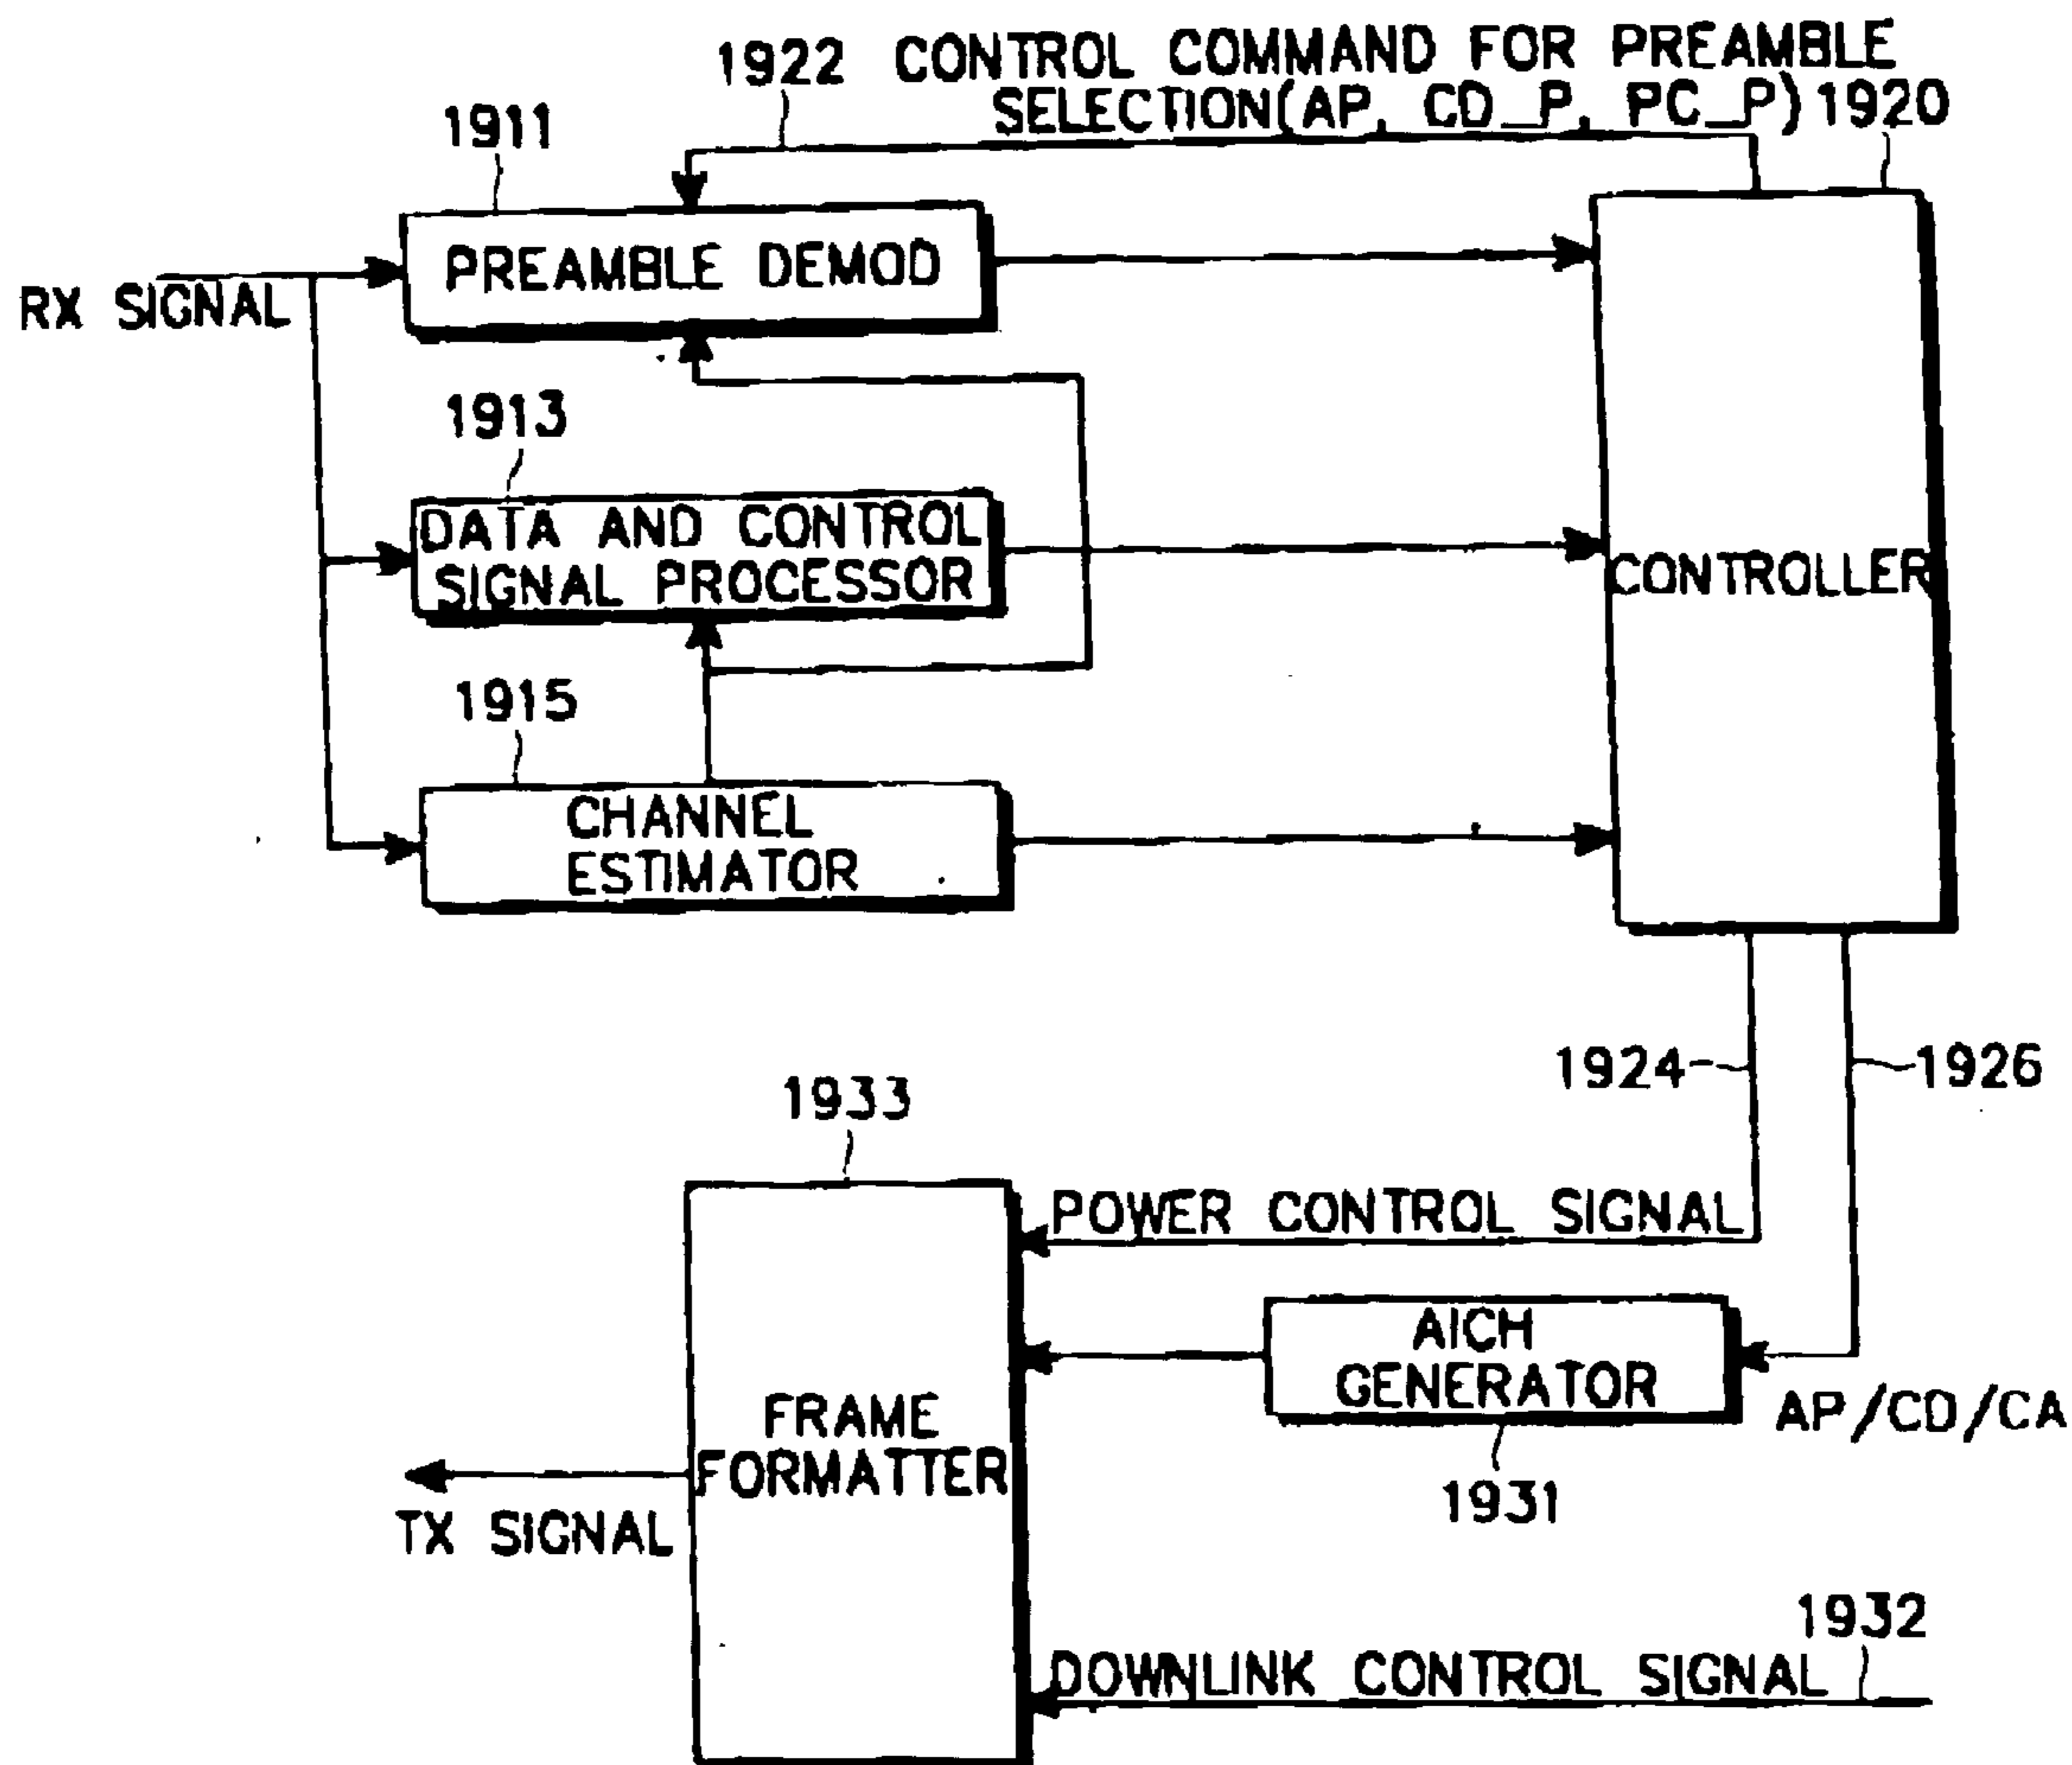 1922 CONTROL COMMAND FOR PREAMBLE
SELECTION(AP, CD_P, PC_P) 1920
1911
PREAMBLE DEMOD
RX SIGNAL
1913
DATA AND CONTROL
SIGNAL PROCESSOR
CONTROLLER
1915
CHANNEL
ESTIMATOR
1924
1926
1933
POWER CONTROL SIGNAL
AICH
GENERATOR
AP/CD/CA
FRAME
FORMATTER
1931
TX SIGNAL
1932
DOWNLINK CONTROL SIGNAL